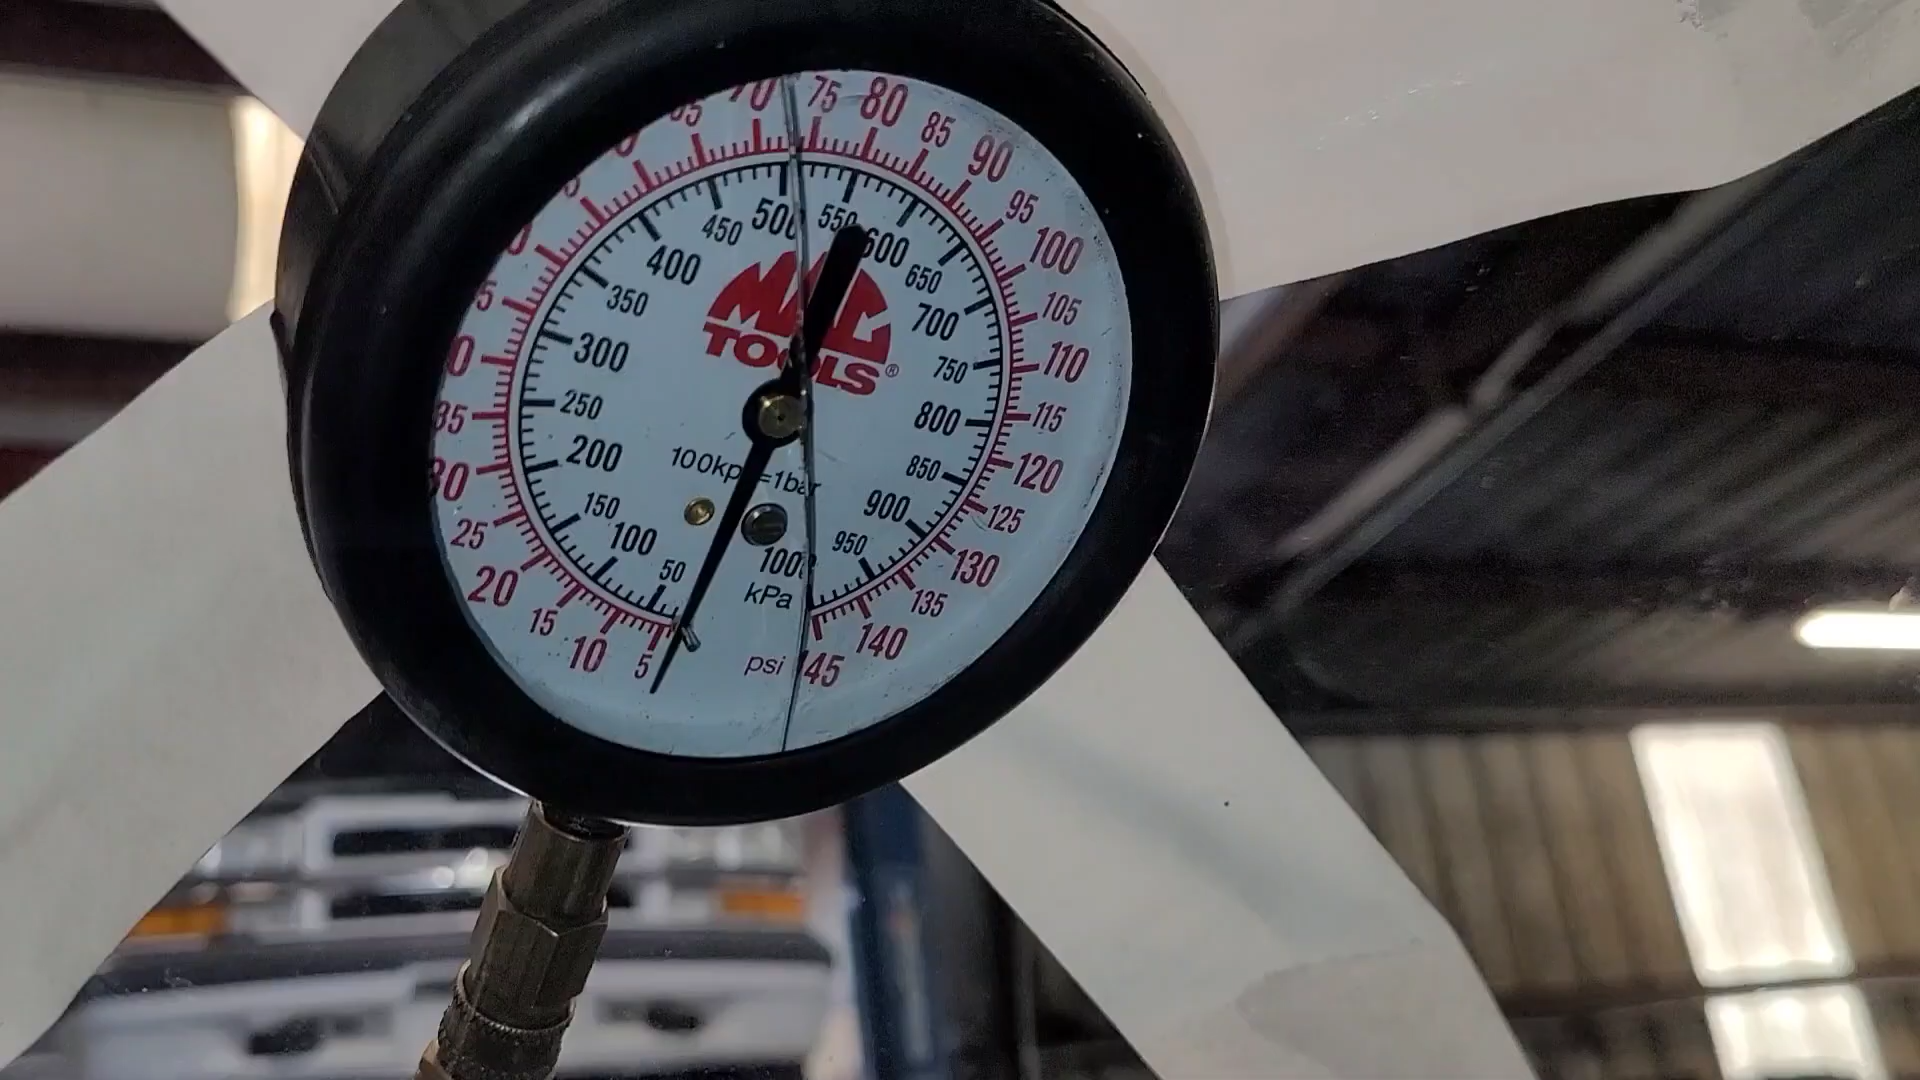 70 75 80 85 90 95 100 105 110 115 120 125 130 135 140 145
25 20 15 10 5
50 100 150 200 250 300 350 400 450 500 550 600 650 700 750 800 850 900 950 1000
MAC
TOOLS®
100kpa=1bar
kPa
psi